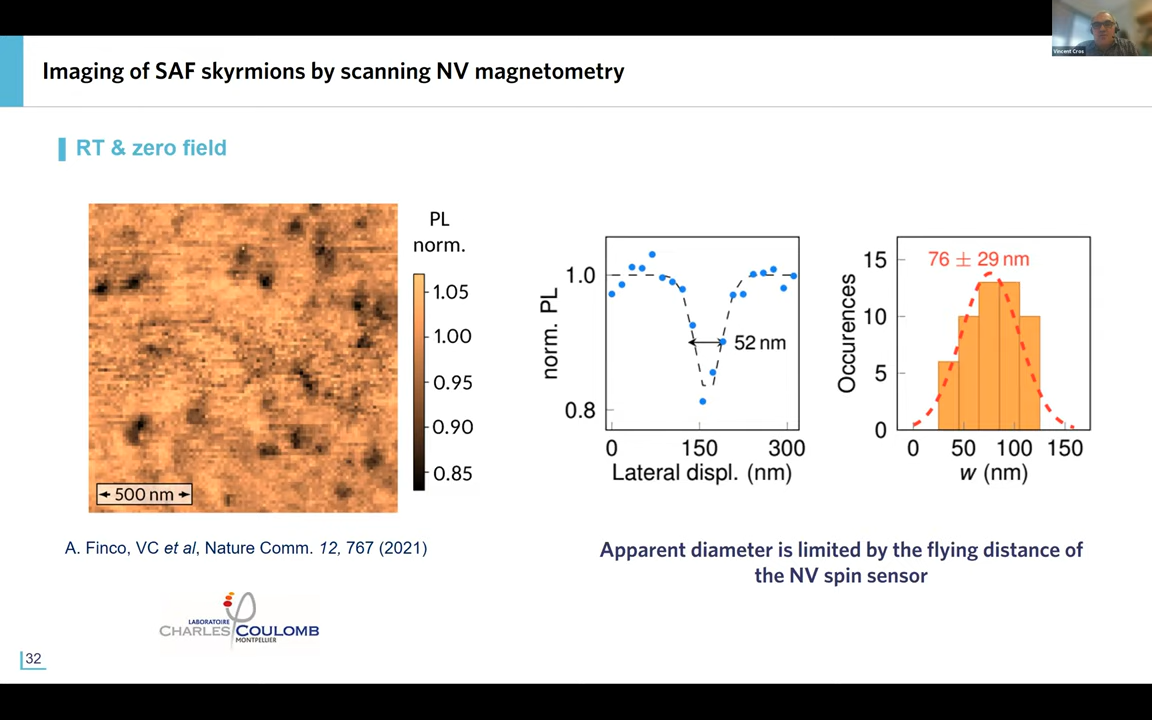 Vincent Cros
Imaging of SAF skyrmions by scanning NV magnetometry
RT & zero field
PL
norm.
1.05
1.00
0.95
0.90
0.85
500 nm
norm. PL
1.0
0.8
52 nm
0 150 300
Lateral displ. (nm)
Occurences
15
10
5
0
76 ± 29 nm
0 50 100 150
w (nm)
A. Finco, VC et al, Nature Comm. 12, 767 (2021)
Apparent diameter is limited by the flying distance of
the NV spin sensor
LABORATOIRE
CHARLES COULOMB
MONTPELLIER
32